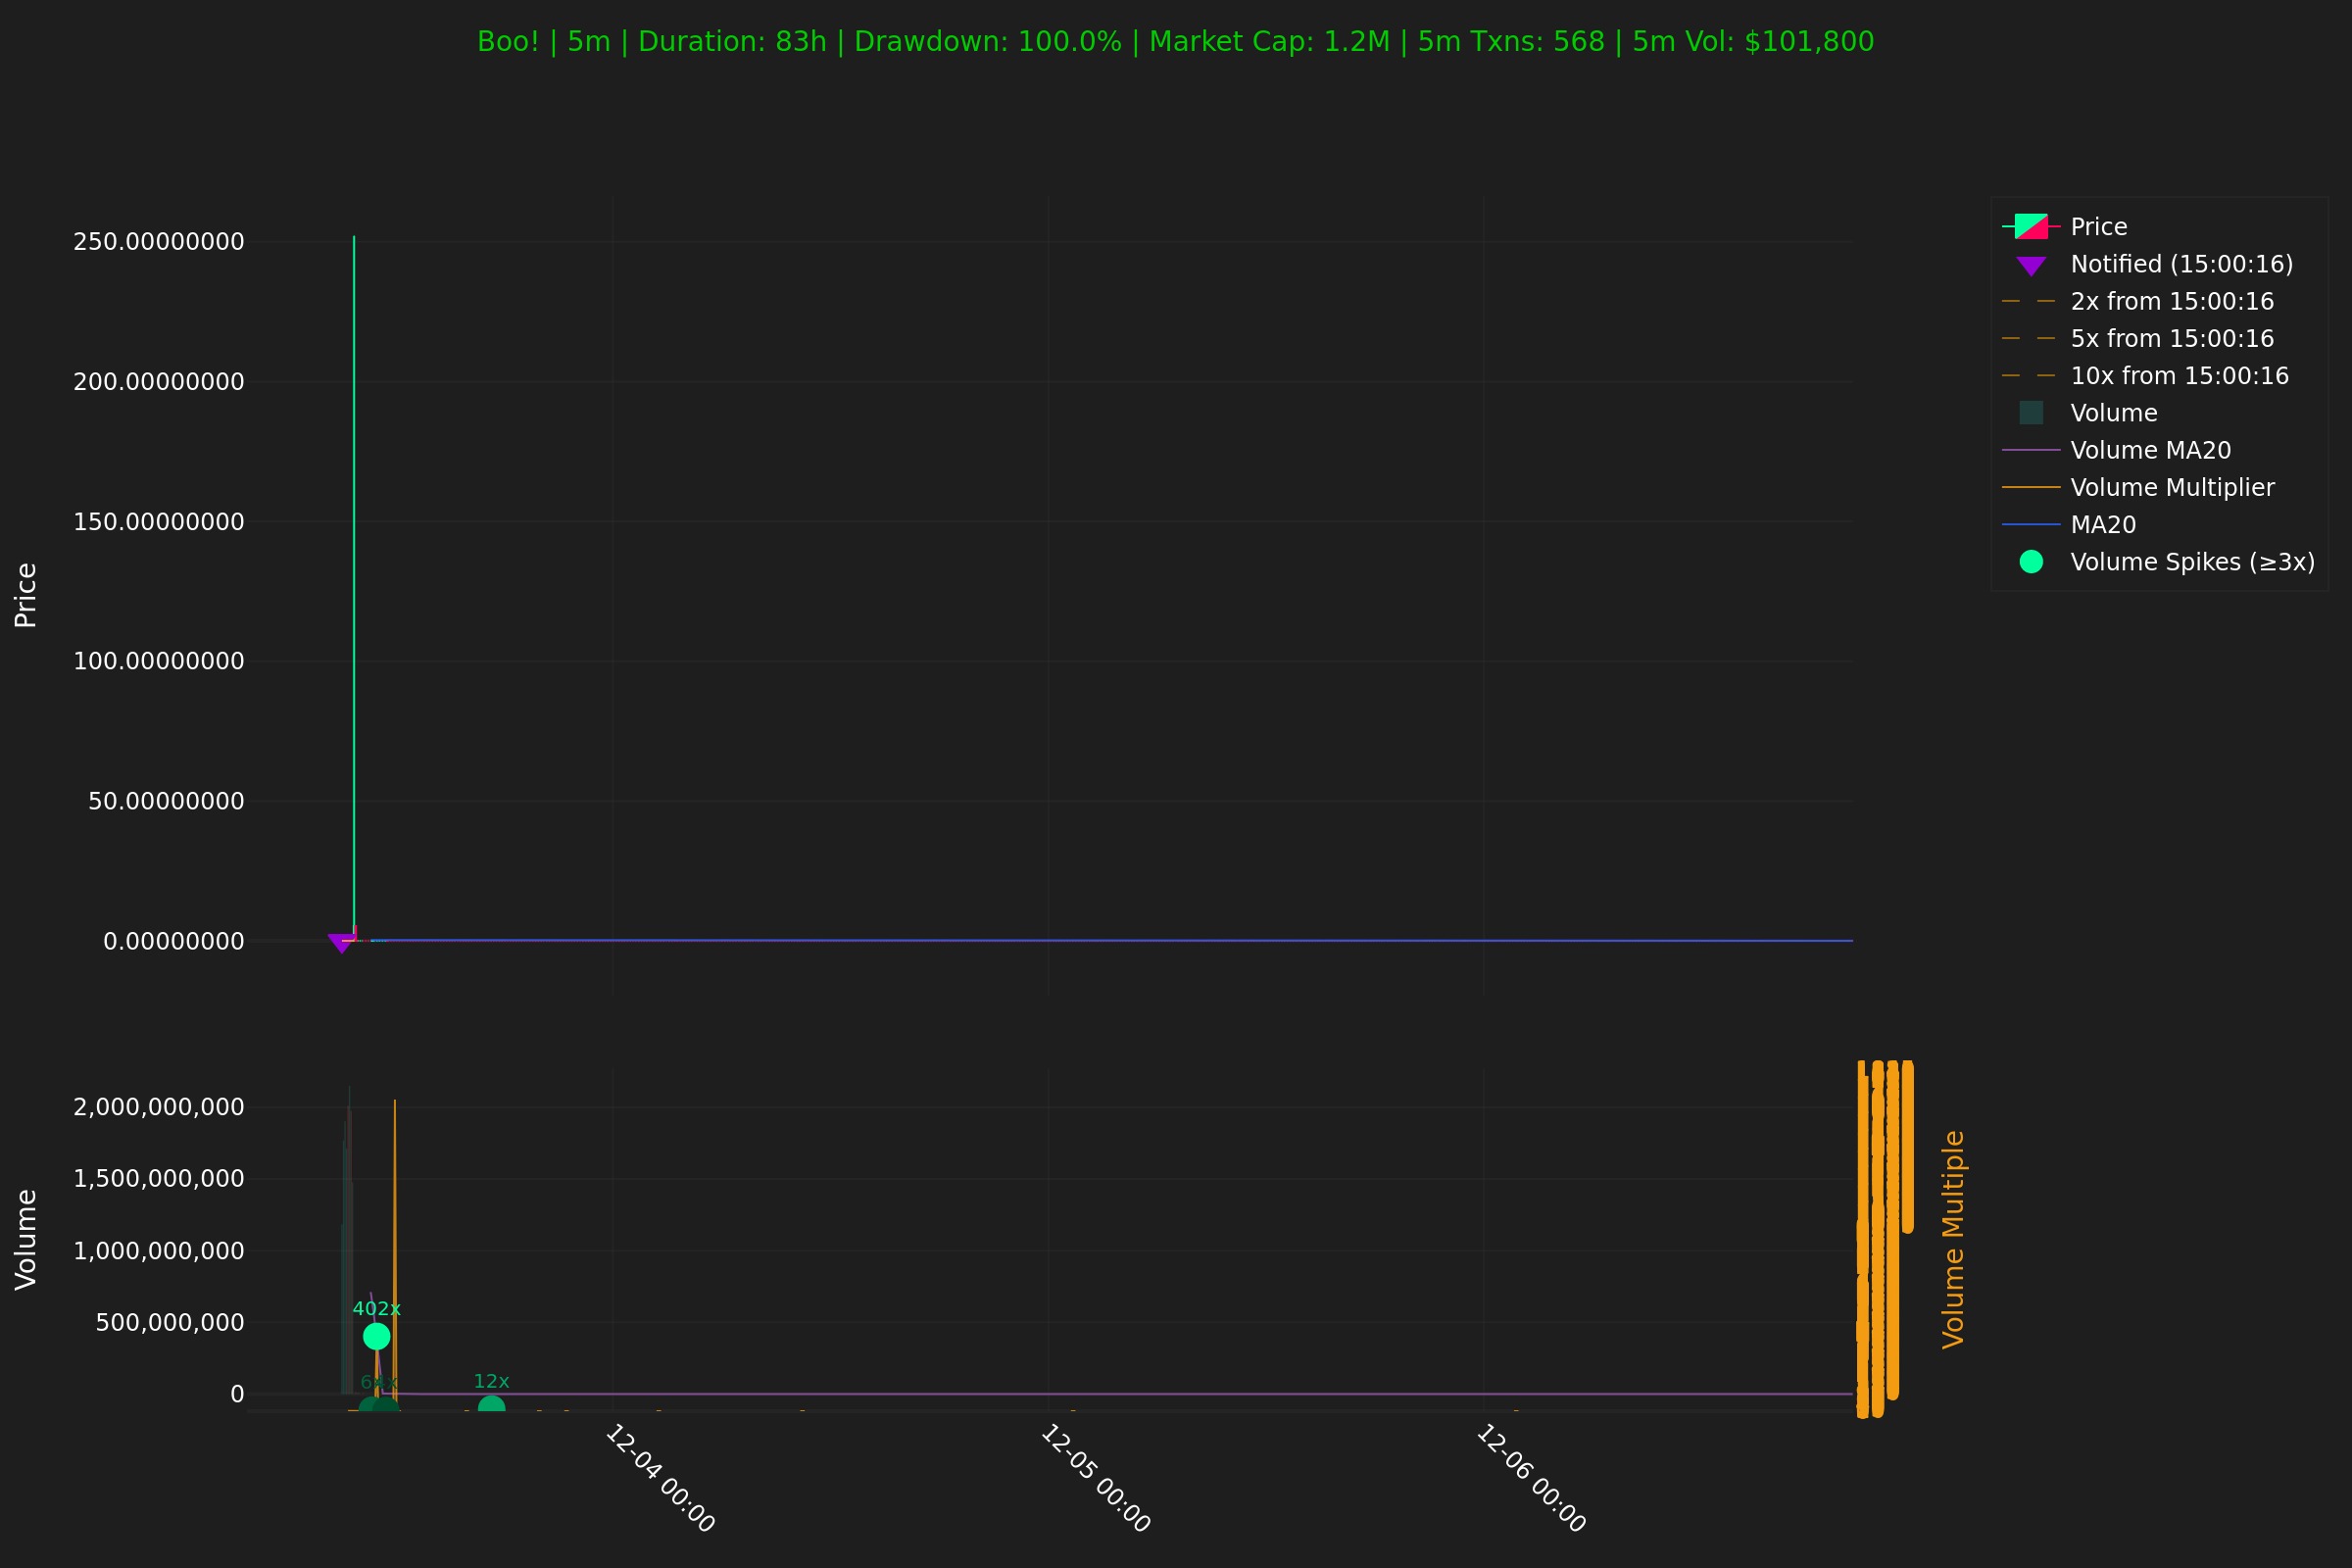 Boo! | 5m | Duration: 83h | Drawdown: 100.0% | Market Cap: 1.2M | 5m Txns: 568 | 5m Vol: $101,800
250.00000000
200.00000000
150.00000000
100.00000000
50.00000000
0.00000000
Price
Price
Notified (15:00:16)
2x from 15:00:16
5x from 15:00:16
10x from 15:00:16
Volume
Volume MA20
Volume Multiplier
MA20
Volume Spikes (≥3x)
2,000,000,000
1,500,000,000
1,000,000,000
500,000,000
0
Volume
402x
12x
Volume Multiple
12-04 00:00
12-05 00:00
12-06 00:00